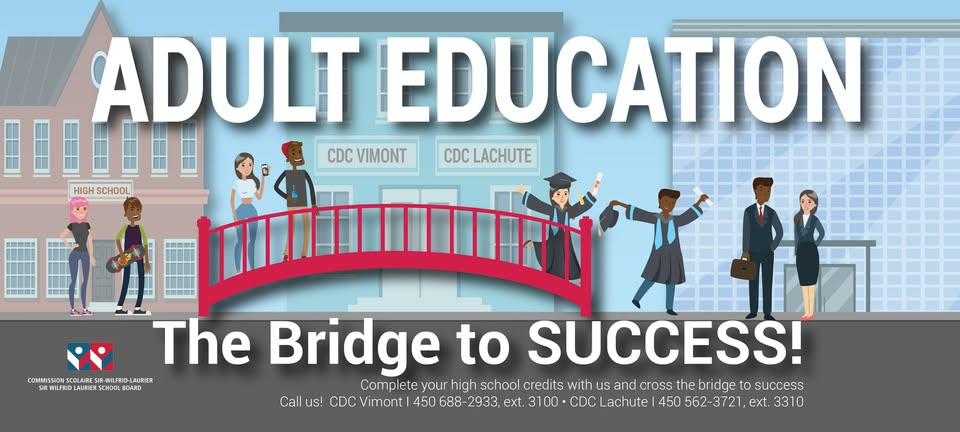 ADULT EDUCATION
CDC VIMONT
CDC LACHUTE
HIGH SCHOOL
The Bridge to SUCCESS!
COMMISSION SCOLAIRE SIR-WILFRID-LAURIER
SIR WILFRID LAURIER SCHOOL BOARD
Complete your high school credits with us and cross the bridge to success
Call us! CDC Vimont I 450 688-2933, ext. 3100 • CDC Lachute I 450 562-3721, ext. 3310